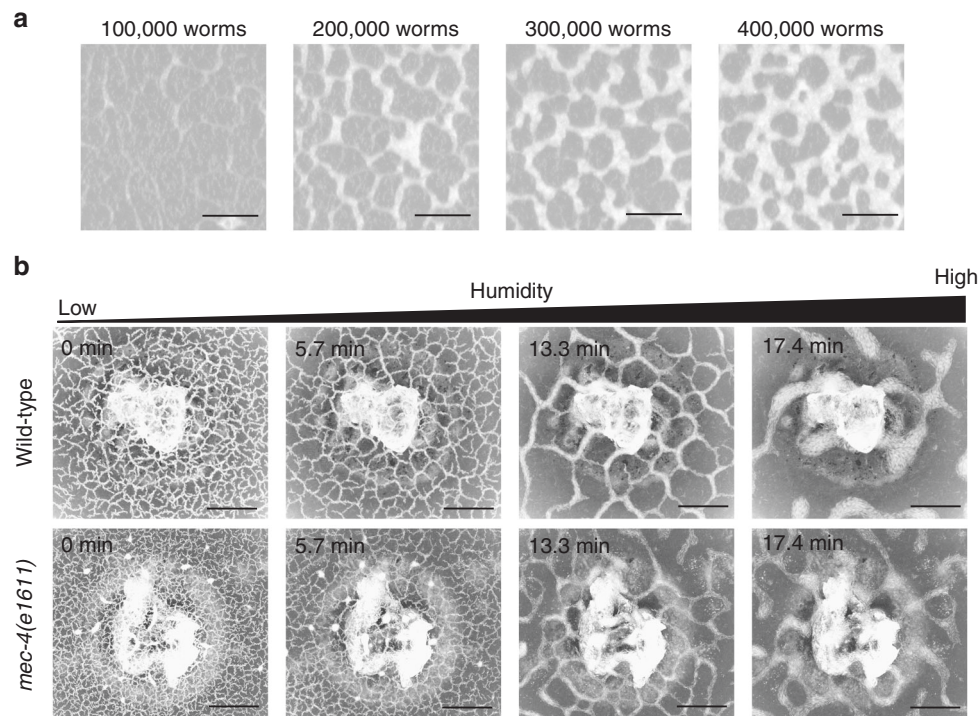 a
100,000 worms
200,000 worms
300,000 worms
400,000 worms
b
Low
Humidity
High
Wild-type
0 min
5.7 min
13.3 min
17.4 min
mec-4(e1611)
0 min
5.7 min
13.3 min
17.4 min